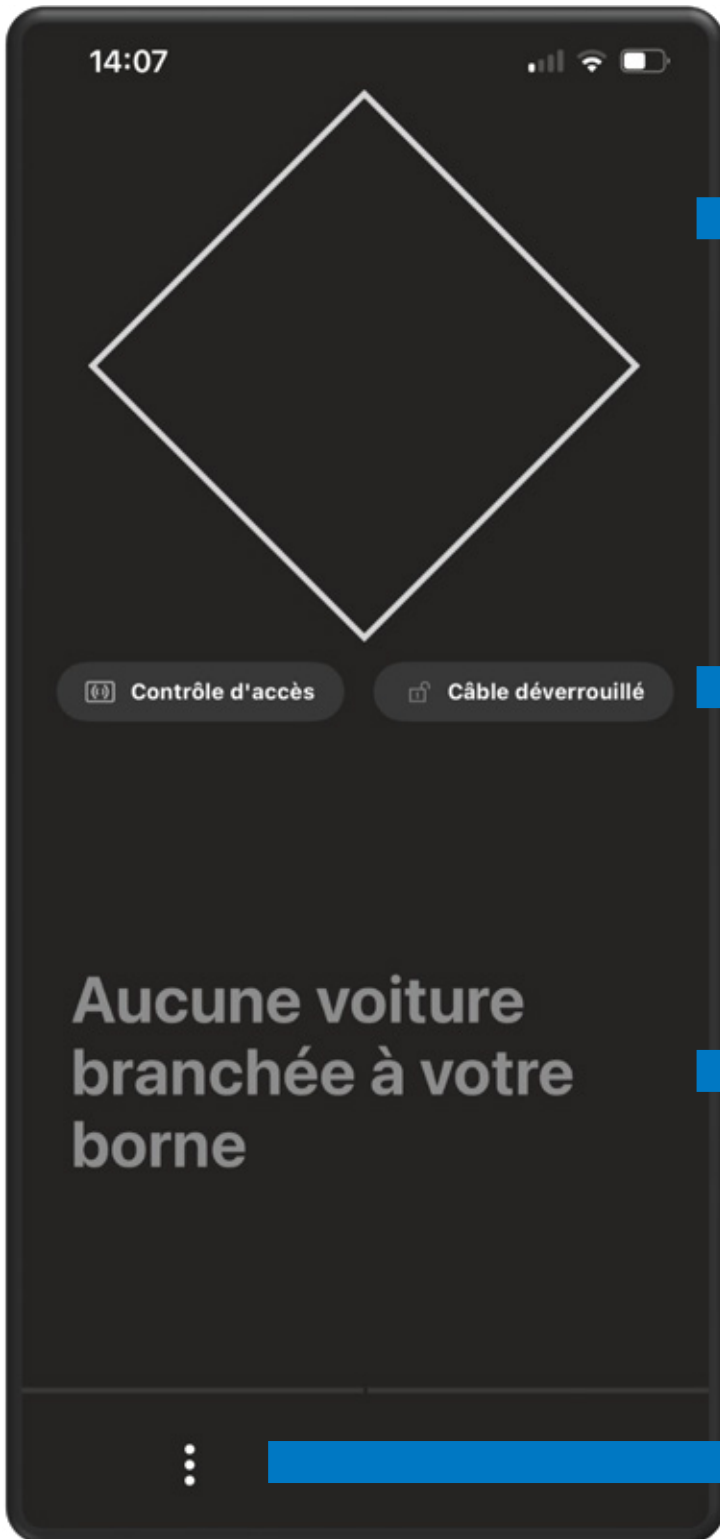 14:07
Contrôle d'accès
Câble déverrouillé
Aucune voiture
branchée à votre
borne